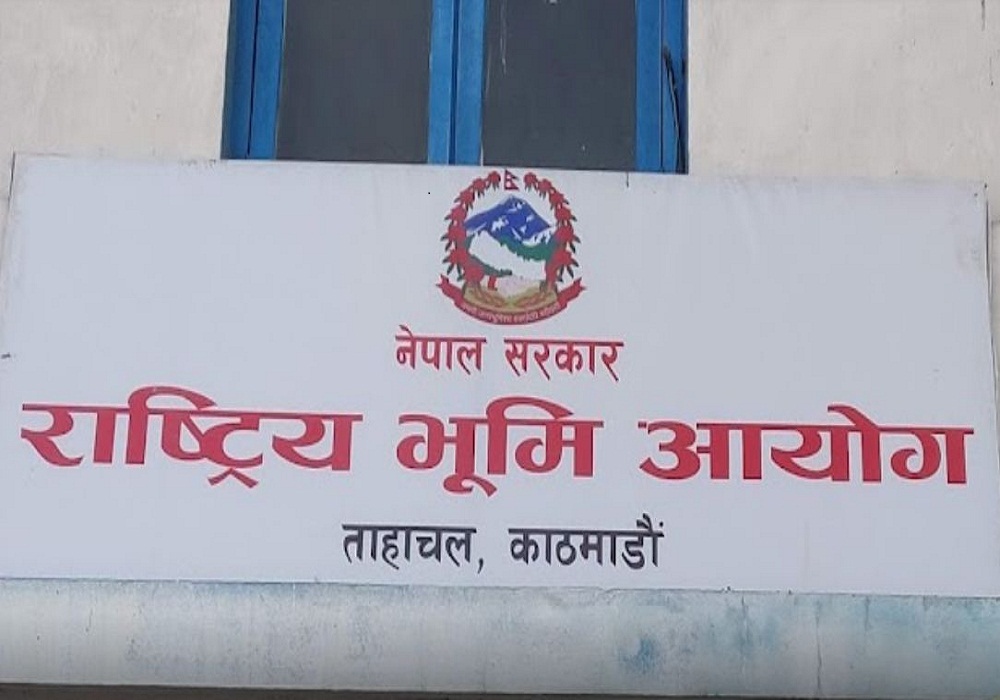 नेपाल सरकार
राष्ट्रिय भूमि आयोग
ताहाचल, काठमाडौं